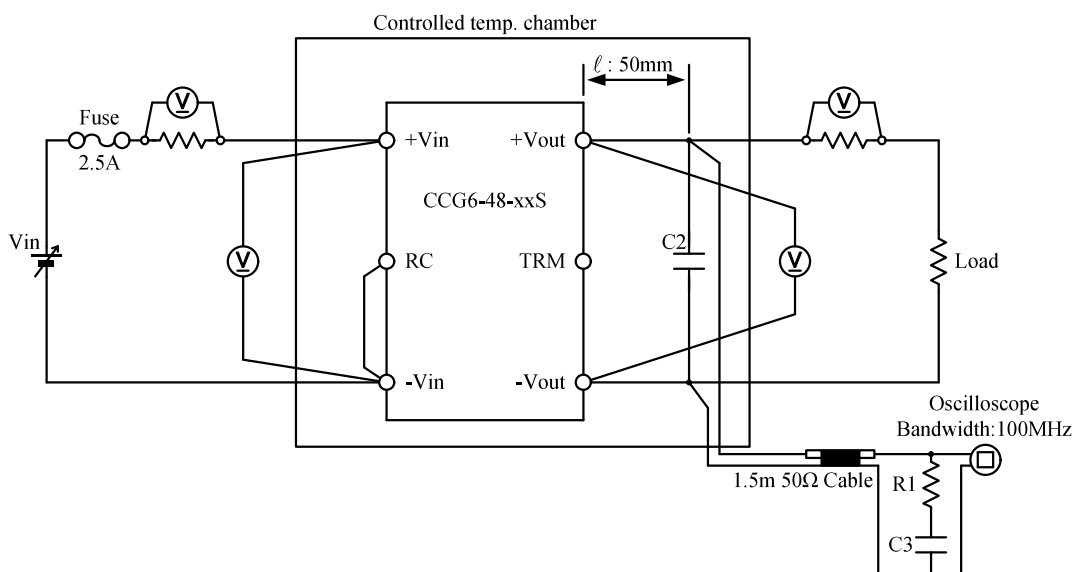 Controlled temp. chamber
ℓ : 50mm
Fuse
2.5A
V
V
+Vin
+Vout
CCG6-48-xxS
Vin
V
RC
TRM
C2
V
Load
-Vin
-Vout
Oscilloscope
Bandwidth:100MHz
1.5m 50Ω Cable
R1
C3